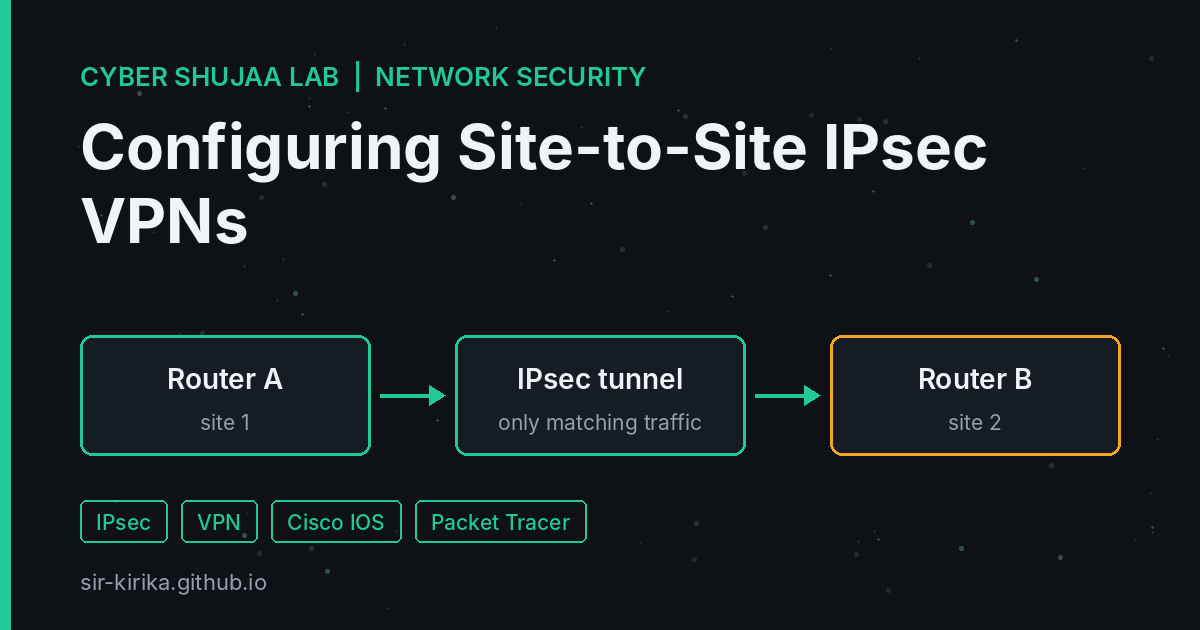 CYBER SHUJAA LAB | NETWORK SECURITY
Configuring Site-to-Site IPsec
VPNs
Router A
site 1
IPsec tunnel
only matching traffic
Router B
site 2
IPsec
VPN
Cisco IOS
Packet Tracer
sir-kirika.github.io